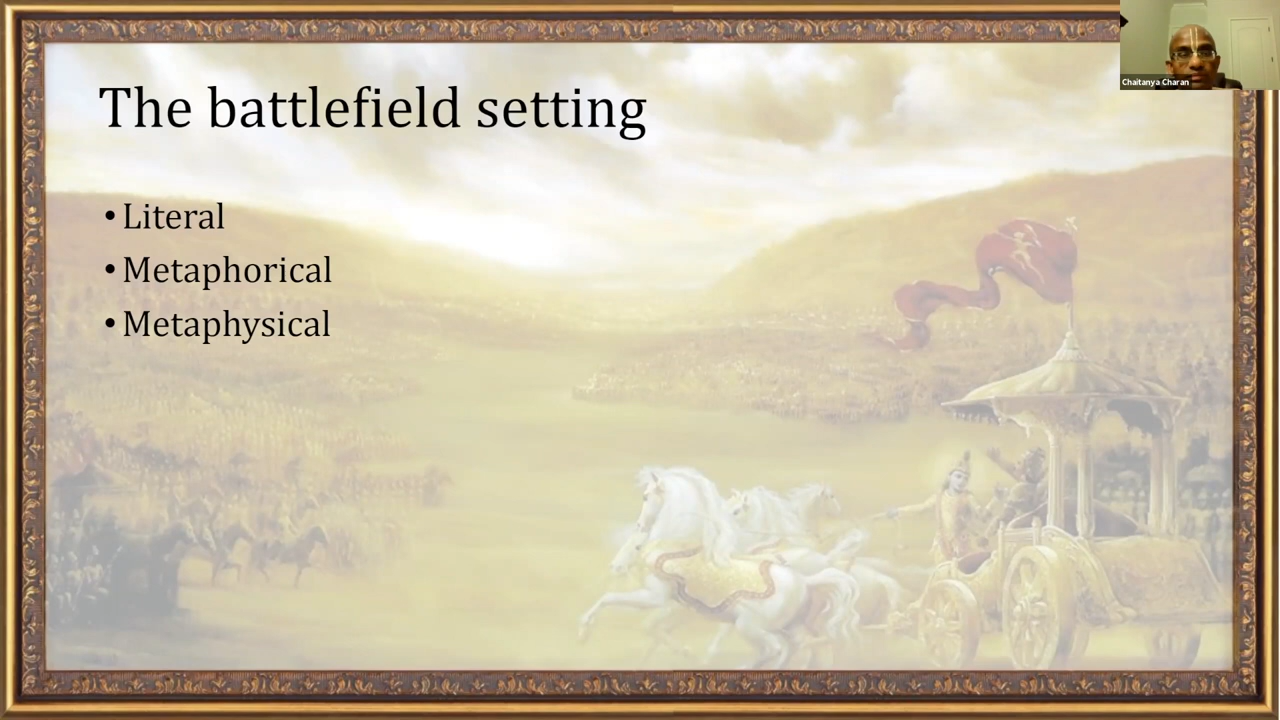 The battlefield setting
• Literal
• Metaphorical
• Metaphysical
Chaitanya Charan